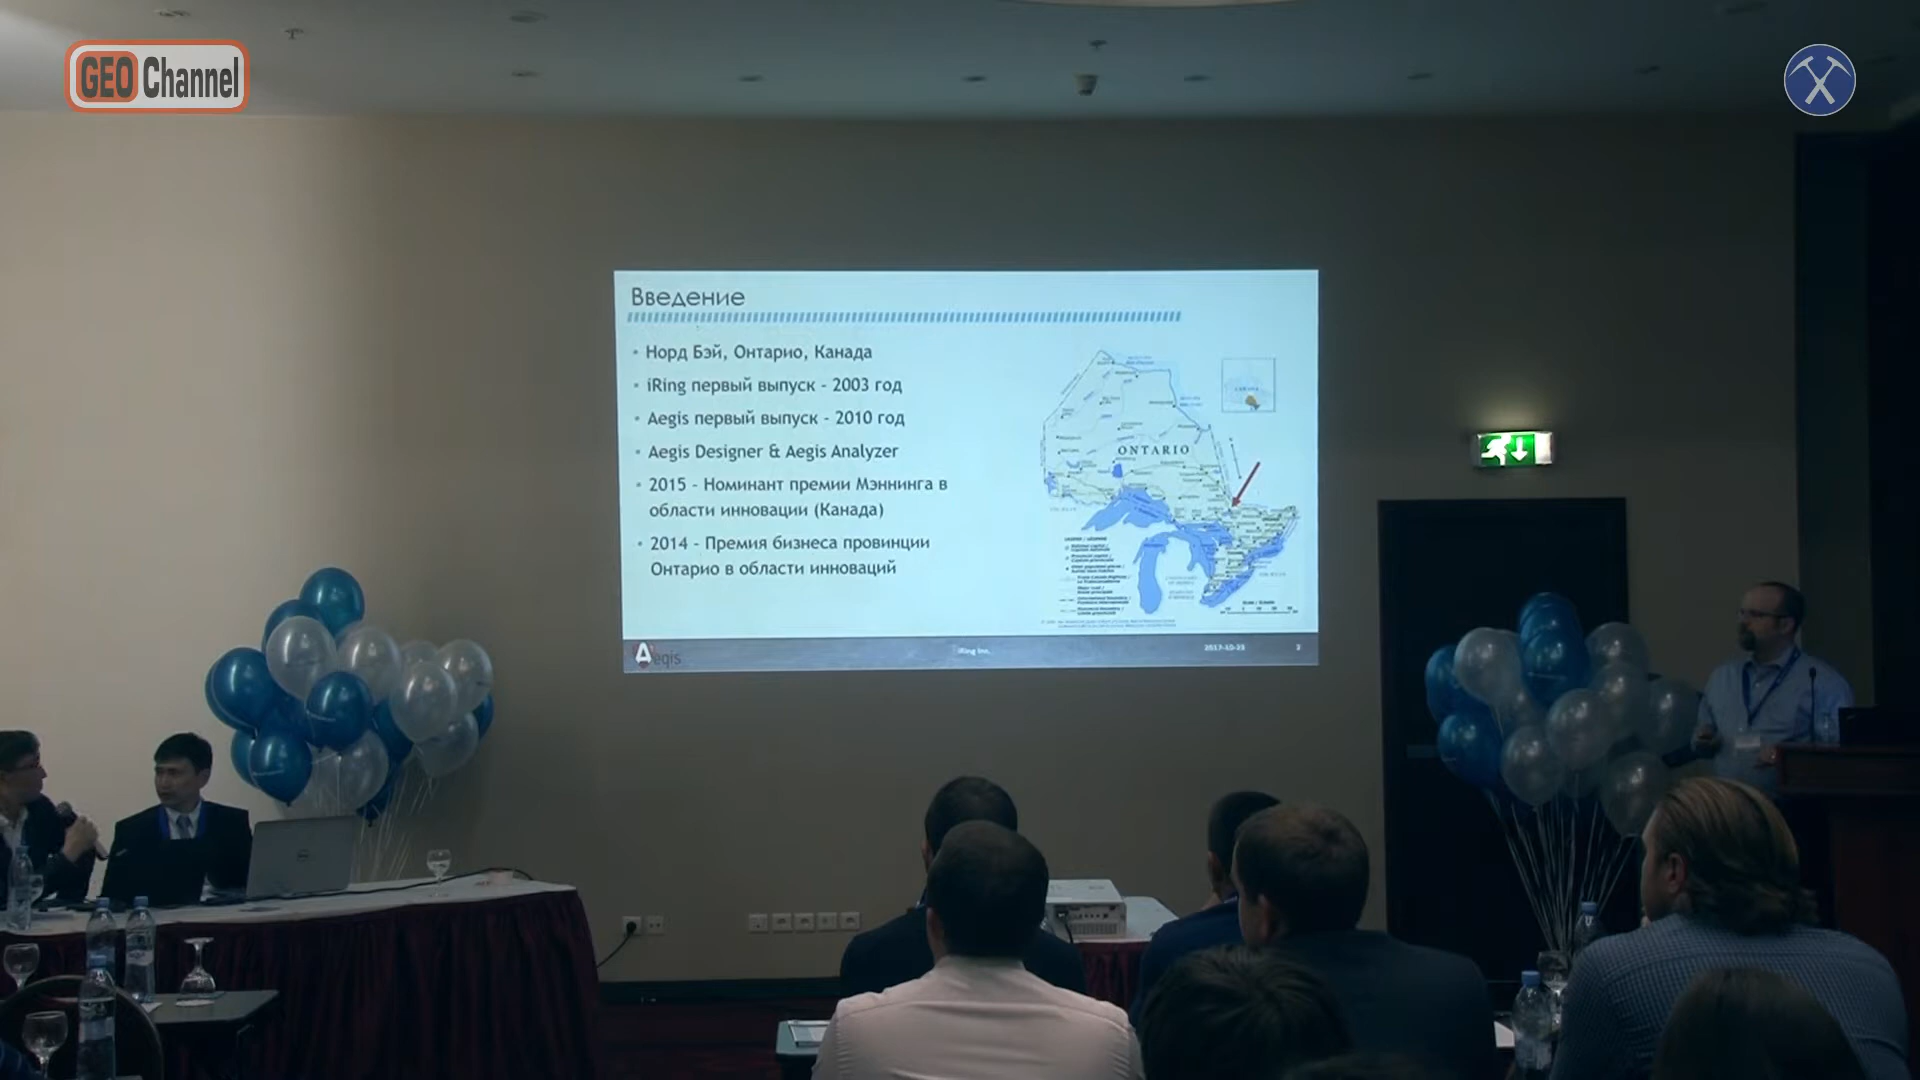 GEO Channel
Введение
Норд Бэй, Онтарио, Канада
iRing первый выпуск - 2003 год
Aegis первый выпуск - 2010 год
Aegis Designer & Aegis Analyzer
2015 - Номинант премии Мэннинга в
области инновации (Канада)
2014 - Премия бизнеса провинции
Онтарио в области инноваций
ONTARIO
Aegis
iRing Inc.
2